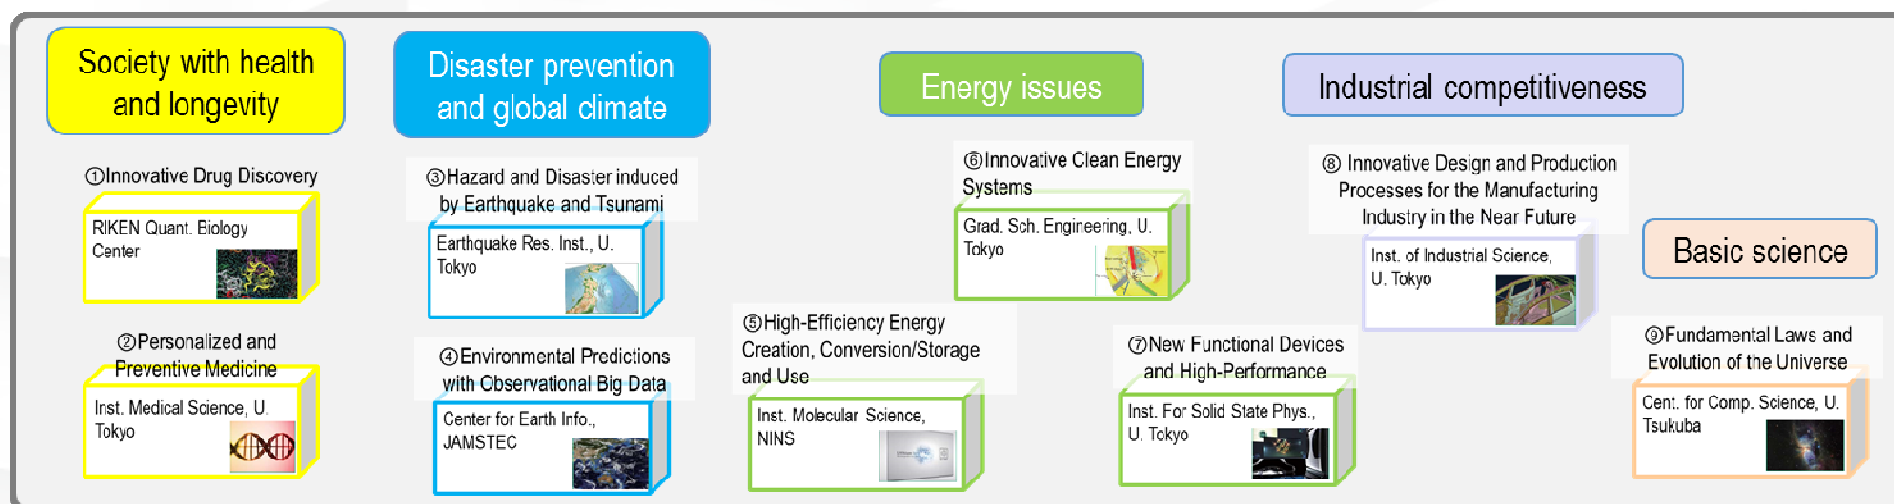 Society with health
and longevity
Disaster prevention
and global climate
Energy issues
Industrial competitiveness
Basic science
①Innovative Drug Discovery
RIKEN Quant. Biology
Center
②Personalized and
Preventive Medicine
Inst. Medical Science, U.
Tokyo
③Hazard and Disaster induced
by Earthquake and Tsunami
Earthquake Res. Inst., U.
Tokyo
④Environmental Predictions
with Observational Big Data
Center for Earth Info.,
JAMSTEC
⑤High-Efficiency Energy
Creation, Conversion/Storage
and Use
Inst. Molecular Science,
NINS
⑥Innovative Clean Energy
Systems
Grad. Sch. Engineering, U.
Tokyo
⑦New Functional Devices
and High-Performance
Inst. For Solid State Phys.,
U. Tokyo
⑧ Innovative Design and Production
Processes for the Manufacturing
Industry in the Near Future
Inst. of Industrial Science,
U. Tokyo
⑨Fundamental Laws and
Evolution of the Universe
Cent. for Comp. Science, U.
Tsukuba